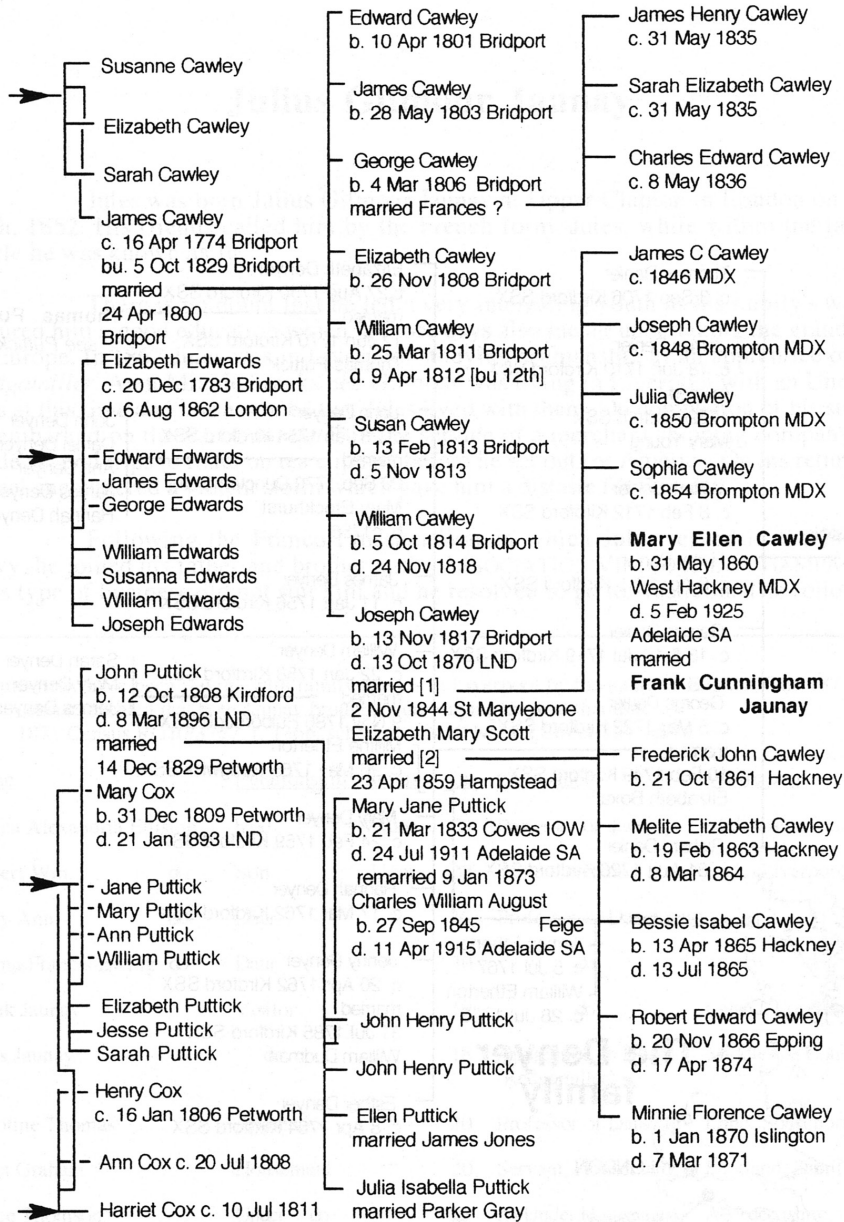 Susanne Cawley
Elizabeth Cawley
Sarah Cawley
James Cawley
c. 16 Apr 1774 Bridport
bu. 5 Oct 1829 Bridport
married
24 Apr 1800
Bridport
Elizabeth Edwards
c. 20 Dec 1783 Bridport
d. 6 Aug 1862 London
Edward Edwards
James Edwards
George Edwards
William Edwards
Susanna Edwards
William Edwards
Joseph Edwards
John Puttick
b. 12 Oct 1808 Kirdford
d. 8 Mar 1896 LND
married
14 Dec 1829 Petworth
Mary Cox
b. 31 Dec 1809 Petworth
d. 21 Jan 1893 LND
Jane Puttick
Mary Puttick
Ann Puttick
William Puttick
Elizabeth Puttick
Jesse Puttick
Sarah Puttick
Henry Cox
c. 16 Jan 1806 Petworth
Ann Cox c. 20 Jul 1808
Harriet Cox c. 10 Jul 1811
Edward Cawley
b. 10 Apr 1801 Bridport
James Cawley
b. 28 May 1803 Bridport
George Cawley
b. 4 Mar 1806 Bridport
married Frances ?
Elizabeth Cawley
b. 26 Nov 1808 Bridport
William Cawley
b. 25 Mar 1811 Bridport
d. 9 Apr 1812 [bu 12th]
Susan Cawley
b. 13 Feb 1813 Bridport
d. 5 Nov 1813
William Cawley
b. 5 Oct 1814 Bridport
d. 24 Nov 1818
Joseph Cawley
b. 13 Nov 1817 Bridport
d. 13 Oct 1870 LND
married [1]
2 Nov 1844 St Marylebone
Elizabeth Mary Scott
married [2]
23 Apr 1859 Hampstead
Mary Jane Puttick
b. 21 Mar 1833 Cowes IOW
d. 24 Jul 1911 Adelaide SA
remarried 9 Jan 1873
Charles William August
b. 27 Sep 1845 Feige
d. 11 Apr 1915 Adelaide SA
John Henry Puttick
John Henry Puttick
Ellen Puttick
married James Jones
Julia Isabella Puttick
married Parker Gray
James Henry Cawley
c. 31 May 1835
Sarah Elizabeth Cawley
c. 31 May 1835
Charles Edward Cawley
c. 8 May 1836
James C Cawley
c. 1846 MDX
Joseph Cawley
c. 1848 Brompton MDX
Julia Cawley
c. 1850 Brompton MDX
Sophia Cawley
c. 1854 Brompton MDX
Mary Ellen Cawley
b. 31 May 1860
West Hackney MDX
d. 5 Feb 1925
Adelaide SA
married
Frank Cunningham
Jaunay
Frederick John Cawley
b. 21 Oct 1861 Hackney
Melite Elizabeth Cawley
b. 19 Feb 1863 Hackney
d. 8 Mar 1864
Bessie Isabel Cawley
b. 13 Apr 1865 Hackney
d. 13 Jul 1865
Robert Edward Cawley
b. 20 Nov 1866 Epping
d. 17 Apr 1874
Minnie Florence Cawley
b. 1 Jan 1870 Islington
d. 7 Mar 1871